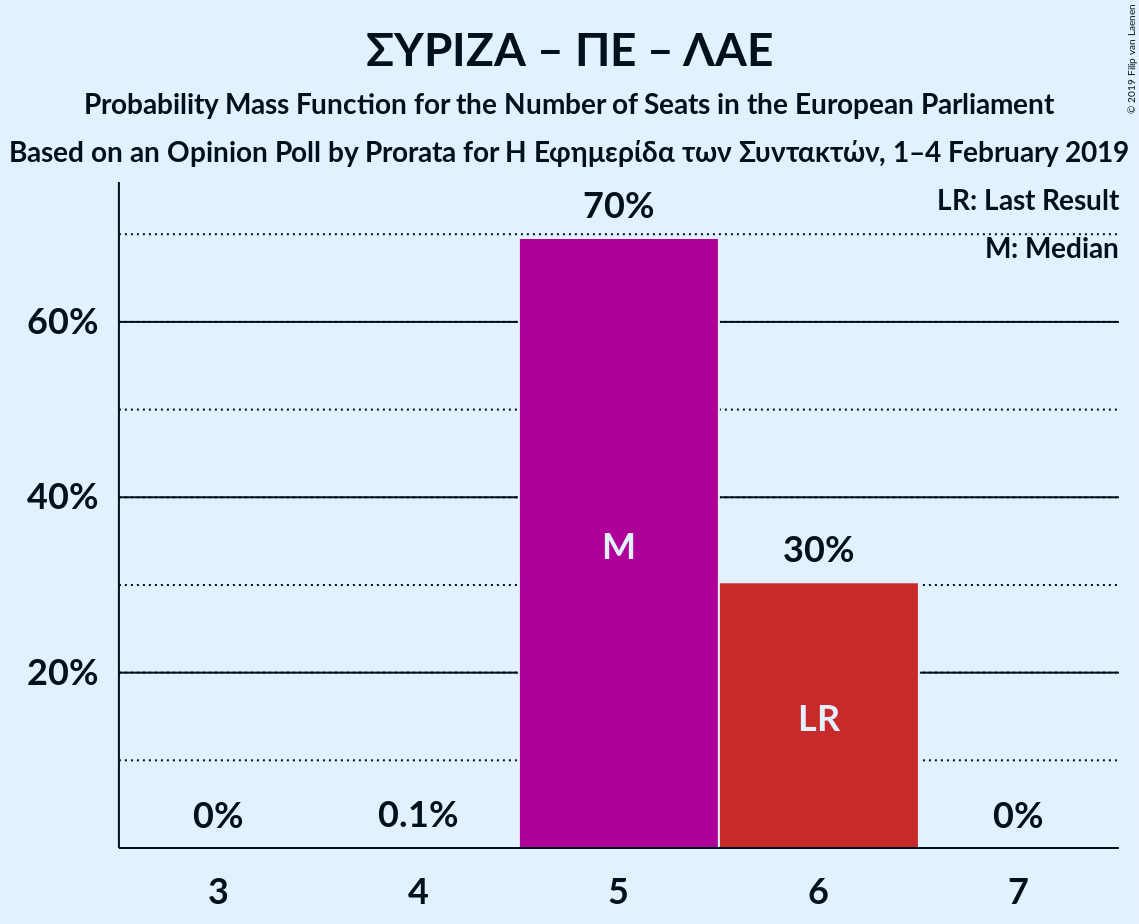 ΣΥΡΙΖΑ – ΠΕ – ΛΑΕ
Probability Mass Function for the Number of Seats in the European Parliament
Based on an Opinion Poll by Prorata for Η Εφημερίδα των Συντακτών, 1–4 February 2019
© 2019 Filip van Laenen
LR: Last Result
M: Median
70%
60%
40%
20%
M
30%
LR
0%
0.1%
0%
3
4
5
6
7